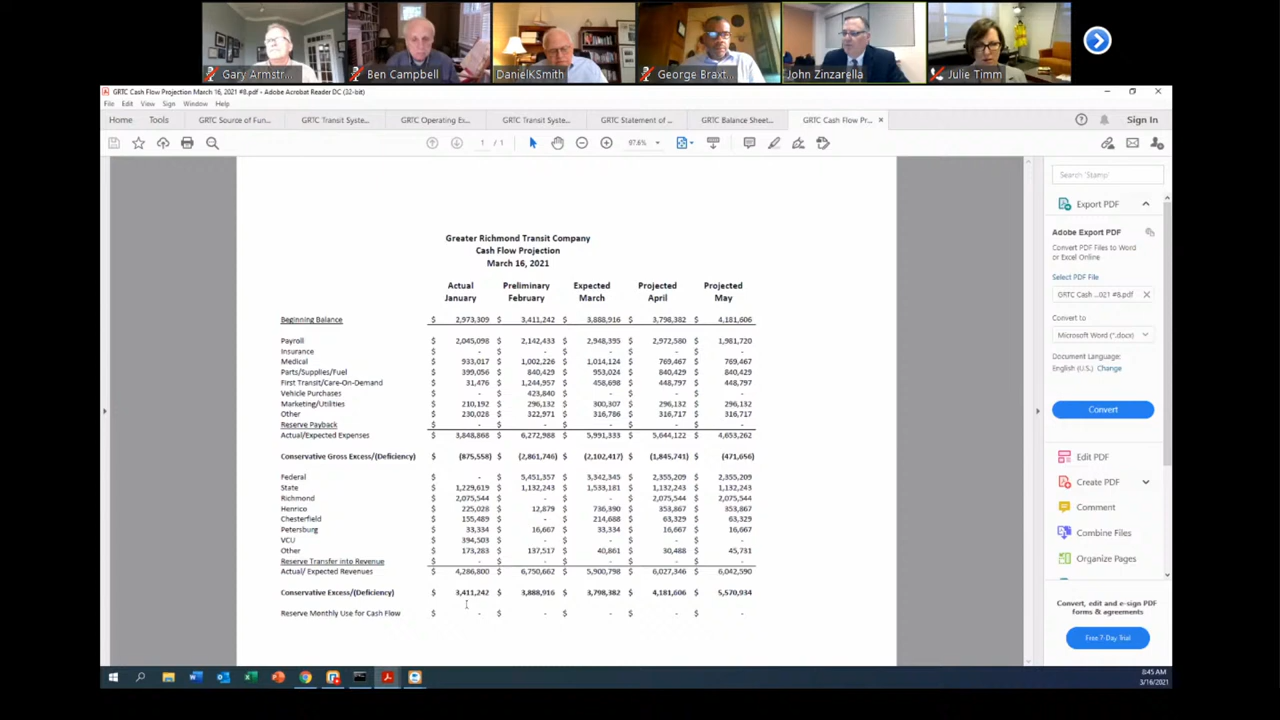 Gary Armstr...
Ben Campbell
DanielKSmith
George Braxt...
John Zinzarella
Julie Timm
GRTC Cash Flow Projection March 16, 2021 #8.pdf - Adobe Acrobat Reader DC (32-bit)
File Edit View Sign Window Help
Home Tools GRTC Source of Fun... GRTC Transit Syste... GRTC Operating Ex... GRTC Transit Syste... GRTC Statement of ... GRTC Balance Sheet... GRTC Cash Flow Pr... × Sign In
1 / 1 97.6%
Greater Richmond Transit Company
Cash Flow Projection
March 16, 2021
Actual Preliminary Expected Projected Projected
January February March April May
Beginning Balance $ 2,973,309 $ 3,411,242 $ 3,888,916 $ 3,798,382 $ 4,181,606
Payroll $ 2,045,098 $ 2,142,433 $ 2,948,395 $ 2,972,580 $ 1,981,720
Insurance $ - $ - $ - $ - $ -
Medical $ 933,017 $ 1,002,226 $ 1,014,124 $ 769,467 $ 769,467
Parts/Supplies/Fuel $ 399,056 $ 840,429 $ 953,024 $ 840,429 $ 840,429
First Transit/Care-On-Demand $ 31,476 $ 1,244,957 $ 458,698 $ 448,797 $ 448,797
Vehicle Purchases $ - $ 423,840 $ - $ - $ -
Marketing/Utilities $ 210,192 $ 296,132 $ 300,307 $ 296,132 $ 296,132
Other $ 230,028 $ 322,971 $ 316,786 $ 316,717 $ 316,717
Reserve Payback $ - $ - $ - $ - $ -
Actual/Expected Expenses $ 3,848,868 $ 6,272,988 $ 5,991,333 $ 5,644,122 $ 4,653,262
Conservative Gross Excess/(Deficiency) $ (875,558) $ (2,861,746) $ (2,102,417) $ (1,845,741) $ (471,656)
Federal $ - $ 5,451,357 $ 3,342,345 $ 2,355,209 $ 2,355,209
State $ 1,229,619 $ 1,132,243 $ 1,533,181 $ 1,132,243 $ 1,132,243
Richmond $ 2,075,544 $ - $ - $ 2,075,544 $ 2,075,544
Henrico $ 225,028 $ 12,879 $ 736,390 $ 353,867 $ 353,867
Chesterfield $ 155,489 $ - $ 214,688 $ 63,329 $ 63,329
Petersburg $ 33,334 $ 16,667 $ 33,334 $ 16,667 $ 16,667
VCU $ 394,503 $ - $ - $ - $ -
Other $ 173,283 $ 137,517 $ 40,861 $ 30,488 $ 45,731
Reserve Transfer into Revenue $ - $ - $ - $ - $ -
Actual/ Expected Revenues $ 4,286,800 $ 6,750,662 $ 5,900,798 $ 6,027,346 $ 6,042,590
Conservative Excess/(Deficiency) $ 3,411,242 $ 3,888,916 $ 3,798,382 $ 4,181,606 $ 5,570,934
Reserve Monthly Use for Cash Flow $ - $ - $ - $ - $ -
Search 'Stamp'
Export PDF
Adobe Export PDF
Convert PDF Files to Word
or Excel Online
Select PDF File
GRTC Cash ...021 #8.pdf ×
Convert to
Microsoft Word (*.docx)
Document Language:
English (U.S.) Change
Convert
Edit PDF
Create PDF
Comment
Combine Files
Organize Pages
Convert, edit and e-sign PDF
forms & agreements
Free 7-Day Trial
8:45 AM
3/16/2021